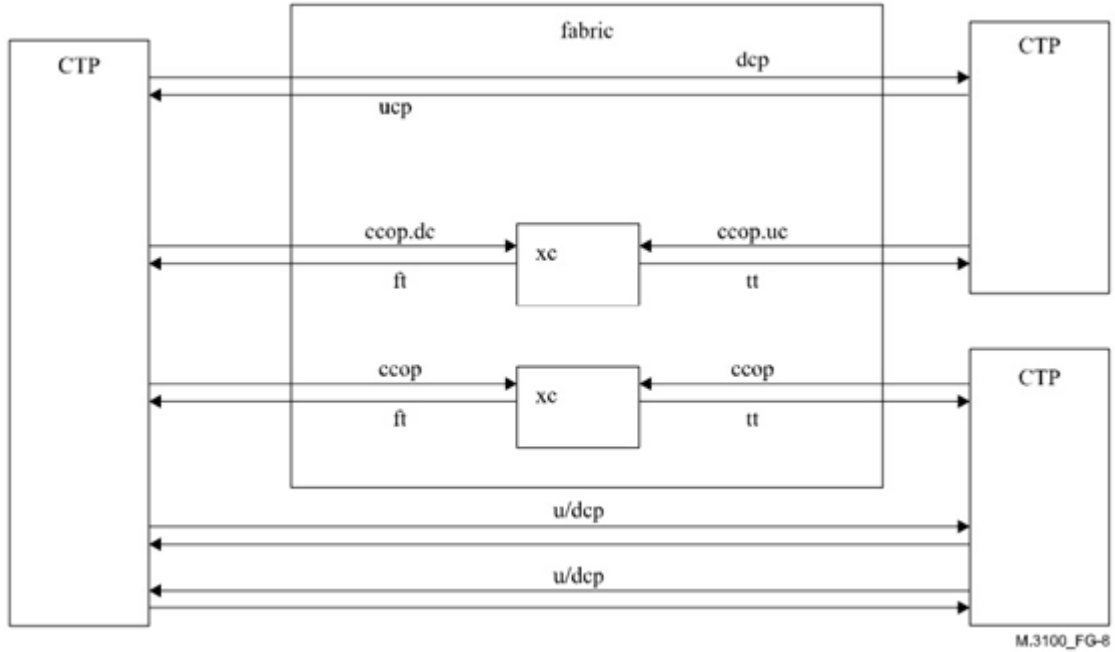 fabric
CTP
CTP
dcp
ucp
ccop.dc
ccop.uc
xc
ft
tt
ccop
ccop
CTP
xc
ft
tt
u/dcp
u/dcp
M.3100_FG-8